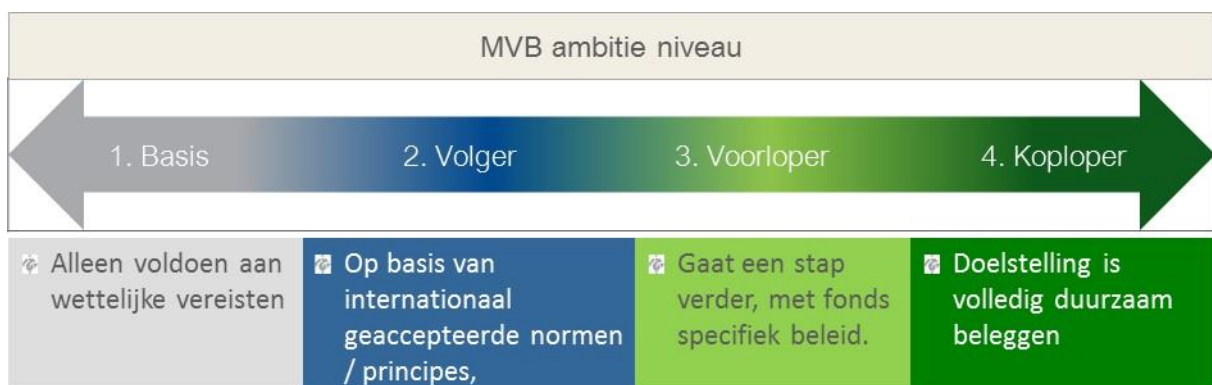 MVB ambitie niveau
1. Basis
2. Volger
3. Voorloper
4. Koploper
Alleen voldoen aan
wettelijke vereisten
Op basis van
internationaal
geaccepteerde normen
/ principes,
Gaat een stap
verder, met fonds
specifiek beleid.
Doelstelling is
volledig duurzaam
beleggen